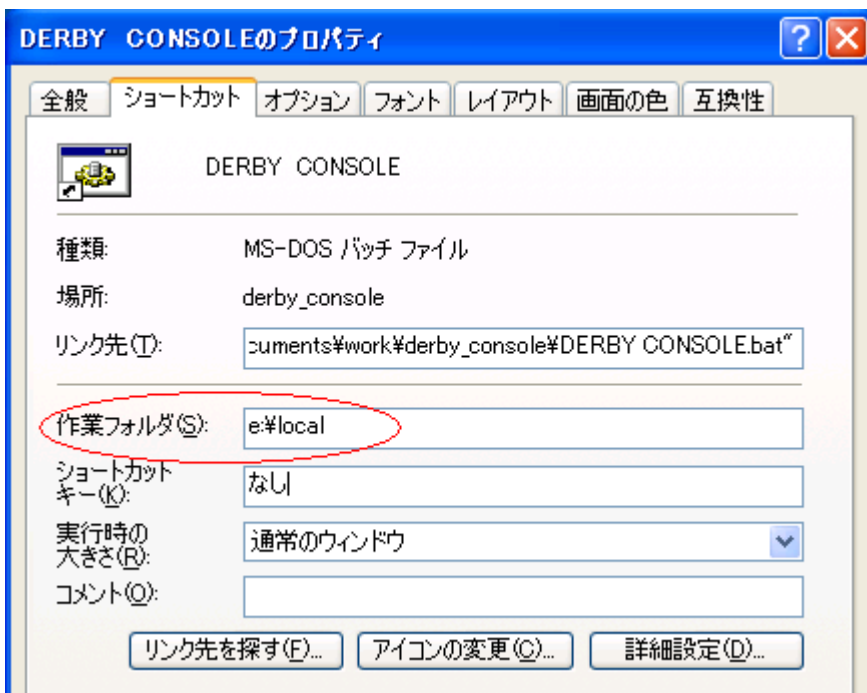 DERBY CONSOLEのプロパティ
全般 ショートカット オプション フォント レイアウト 画面の色 互換性
DERBY CONSOLE
種類: MS-DOS バッチ ファイル
場所: derby_console
リンク先(T): cuments¥work¥derby_console¥DERBY CONSOLE.bat"
作業フォルダ(S): e:¥local
ショートカット
キー(K): なし
実行時の
大きさ(R): 通常のウィンドウ
コメント(O):
リンク先を探す(F)... アイコンの変更(C)... 詳細設定(D)...